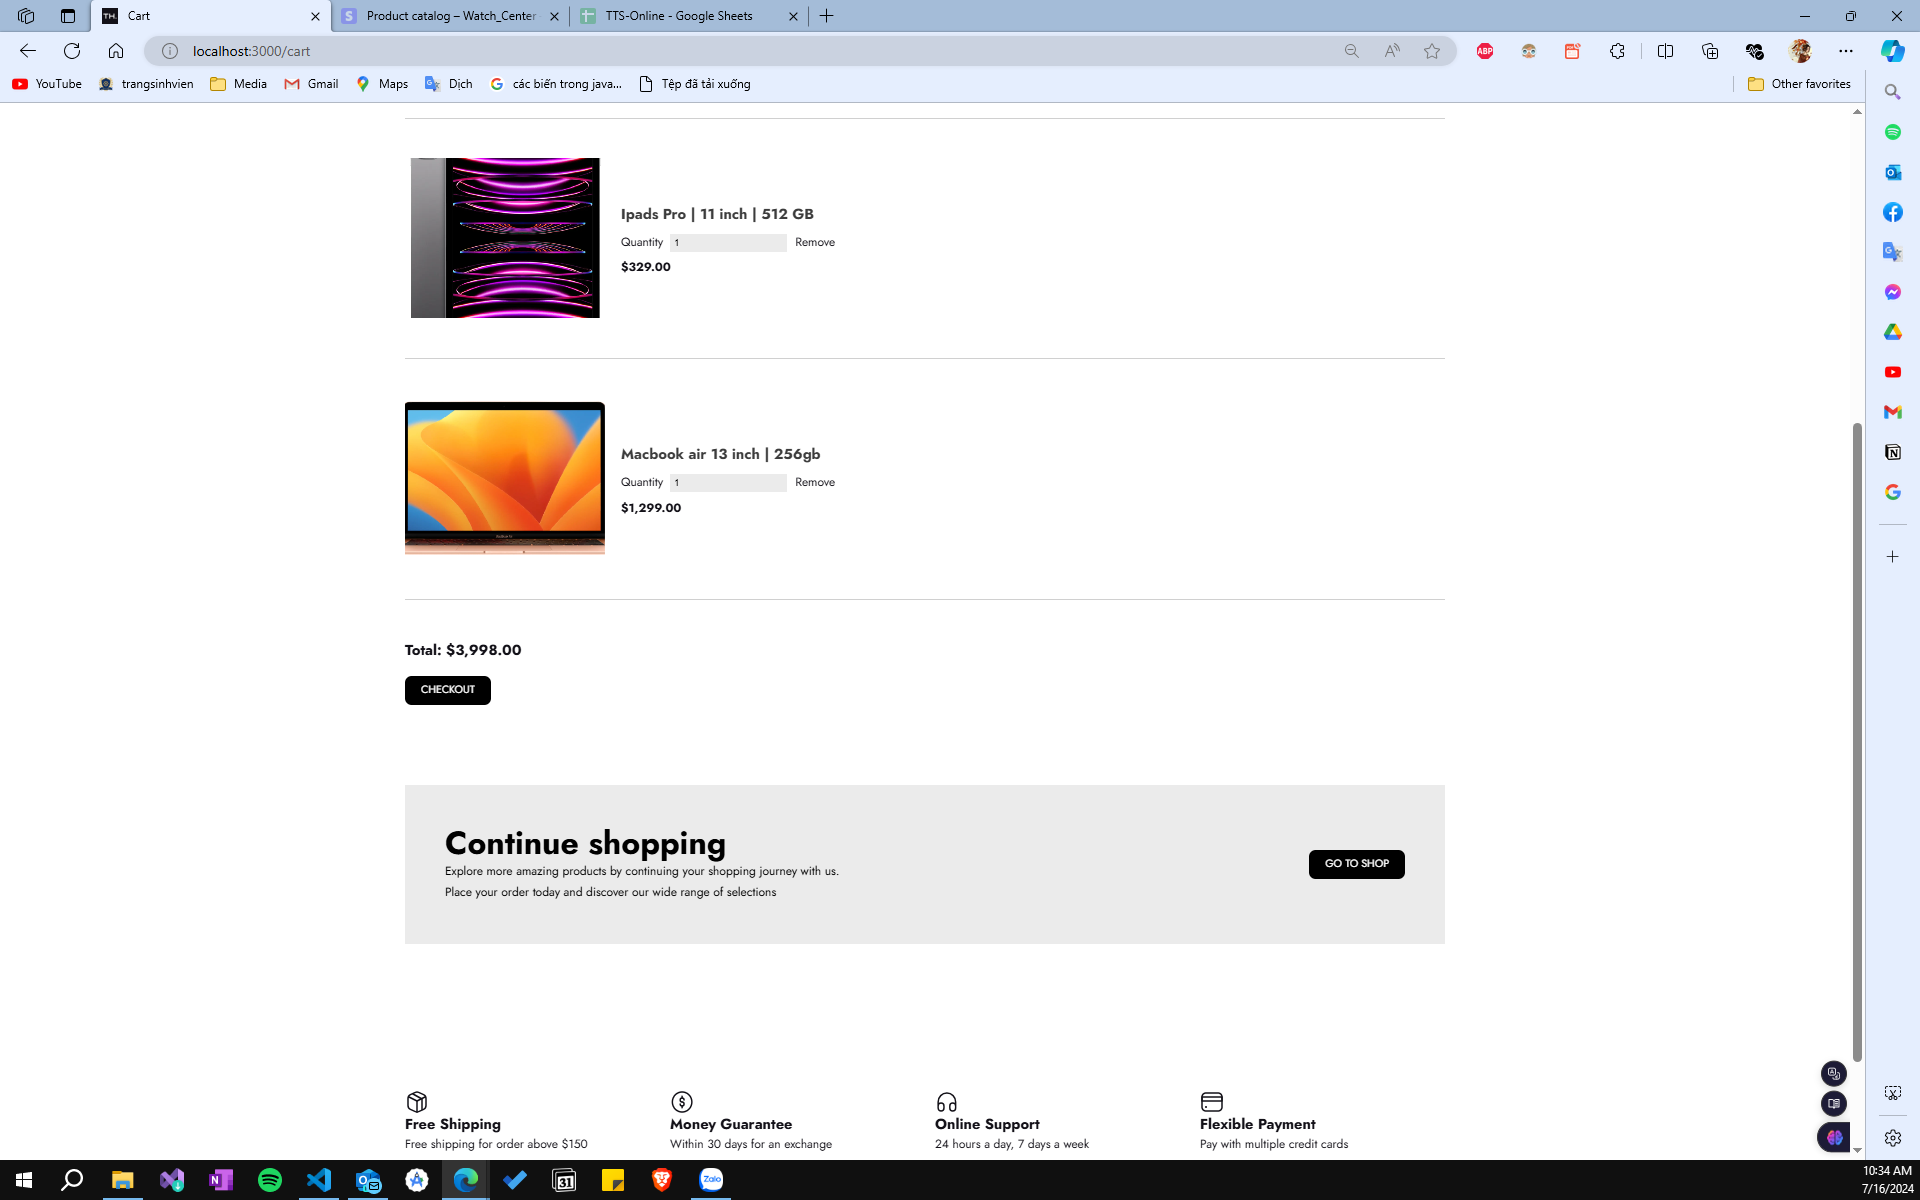 Cart
Product catalog – Watch_Center
TTS-Online - Google Sheets
localhost:3000/cart
YouTube
trangsinhvien
Media
Gmail
Maps
Dịch
các biến trong java...
Tệp đã tải xuống
Other favorites
Ipads Pro | 11 inch | 512 GB
Quantity 1 Remove
$329.00
Macbook air 13 inch | 256gb
Quantity 1 Remove
$1,299.00
Total: $3,998.00
CHECKOUT
Continue shopping
Explore more amazing products by continuing your shopping journey with us.
Place your order today and discover our wide range of selections
GO TO SHOP
Free Shipping
Free shipping for order above $150
Money Guarantee
Within 30 days for an exchange
Online Support
24 hours a day, 7 days a week
Flexible Payment
Pay with multiple credit cards
10:34 AM
7/16/2024